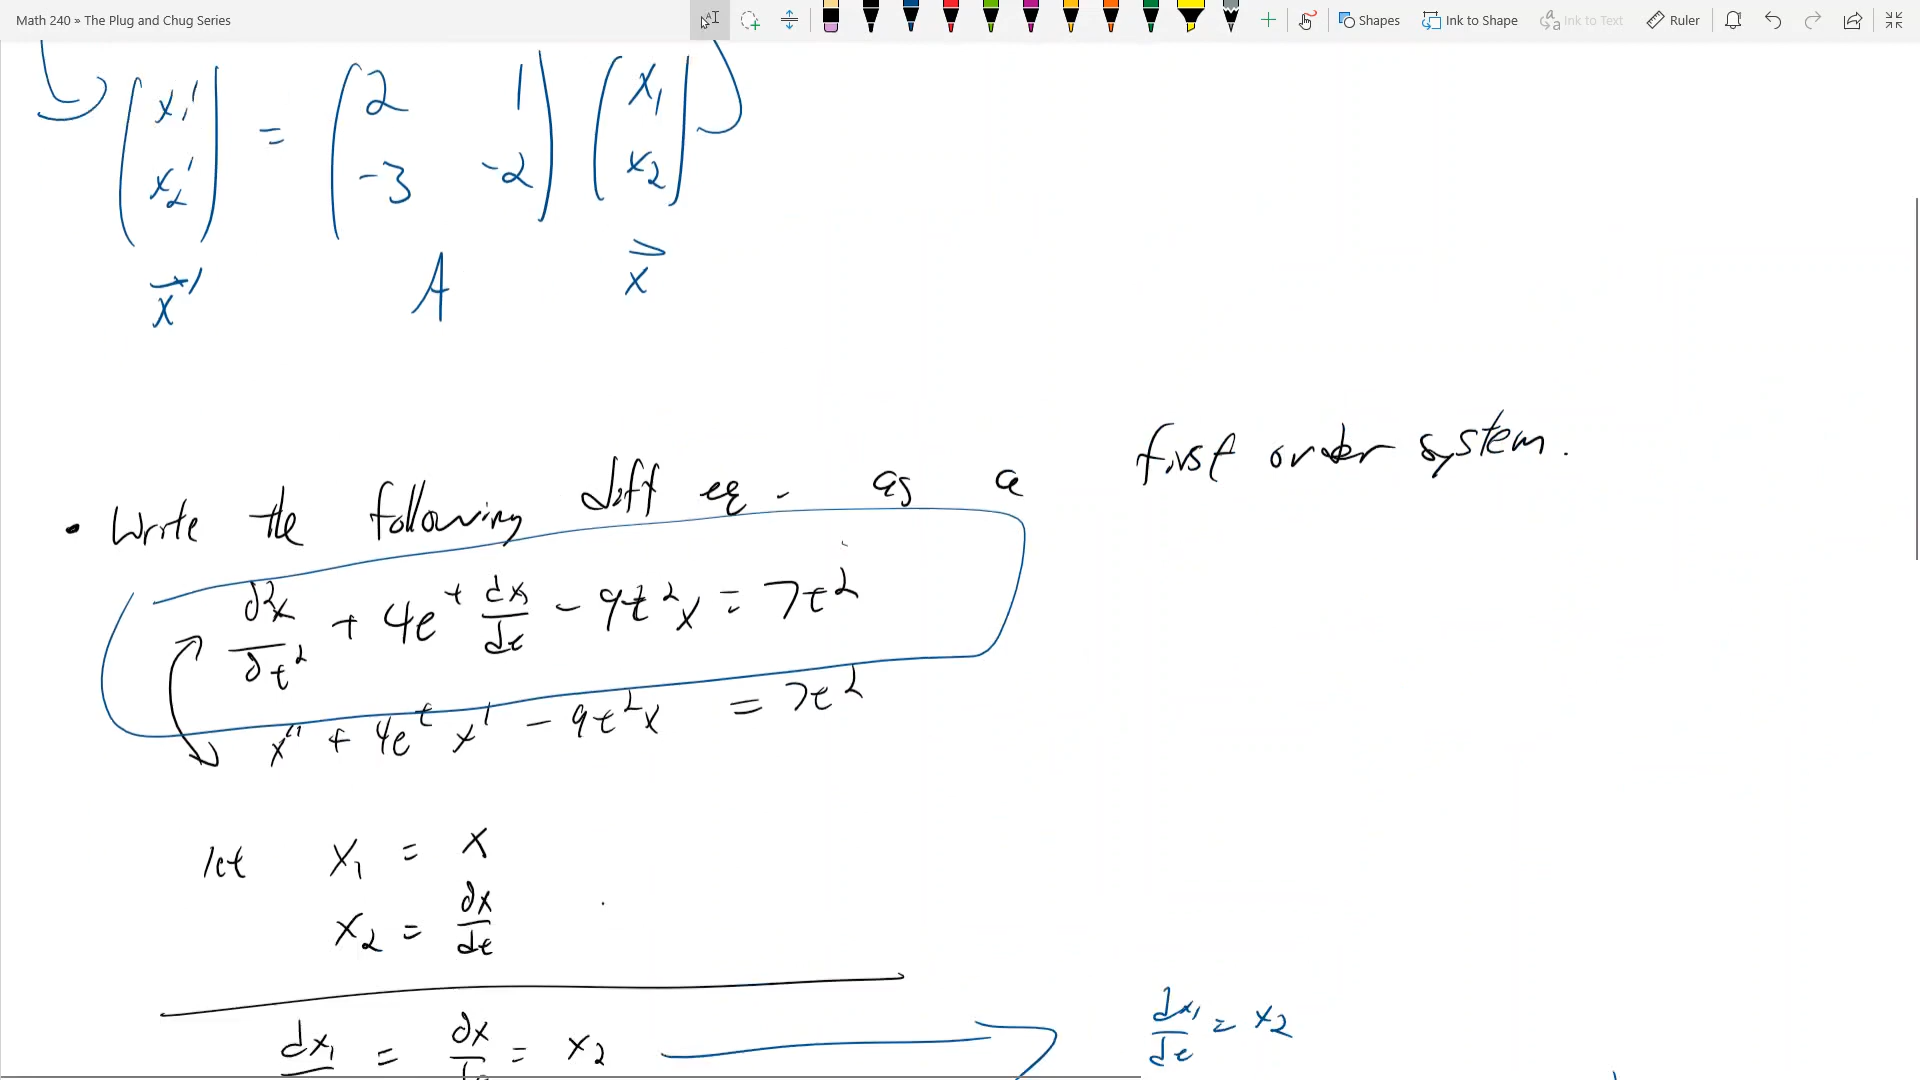 Math 240 » The Plug and Chug Series
Shapes Ink to Shape Ink to Text Ruler
x₁' = 2 1 x₁
x₂' -3 -2 x₂
x⃗' A x⃗
• Write the following diff eq. as a first order system.
d²x/dt² + 4e^t dx/dt - 9t²x = 7t²
x'' + 4e^t x' - 9t²x = 7t²
let x₁ = x
x₂ = dx/dt
dx₁ = dx = x₂
dx₁/dt = x₂